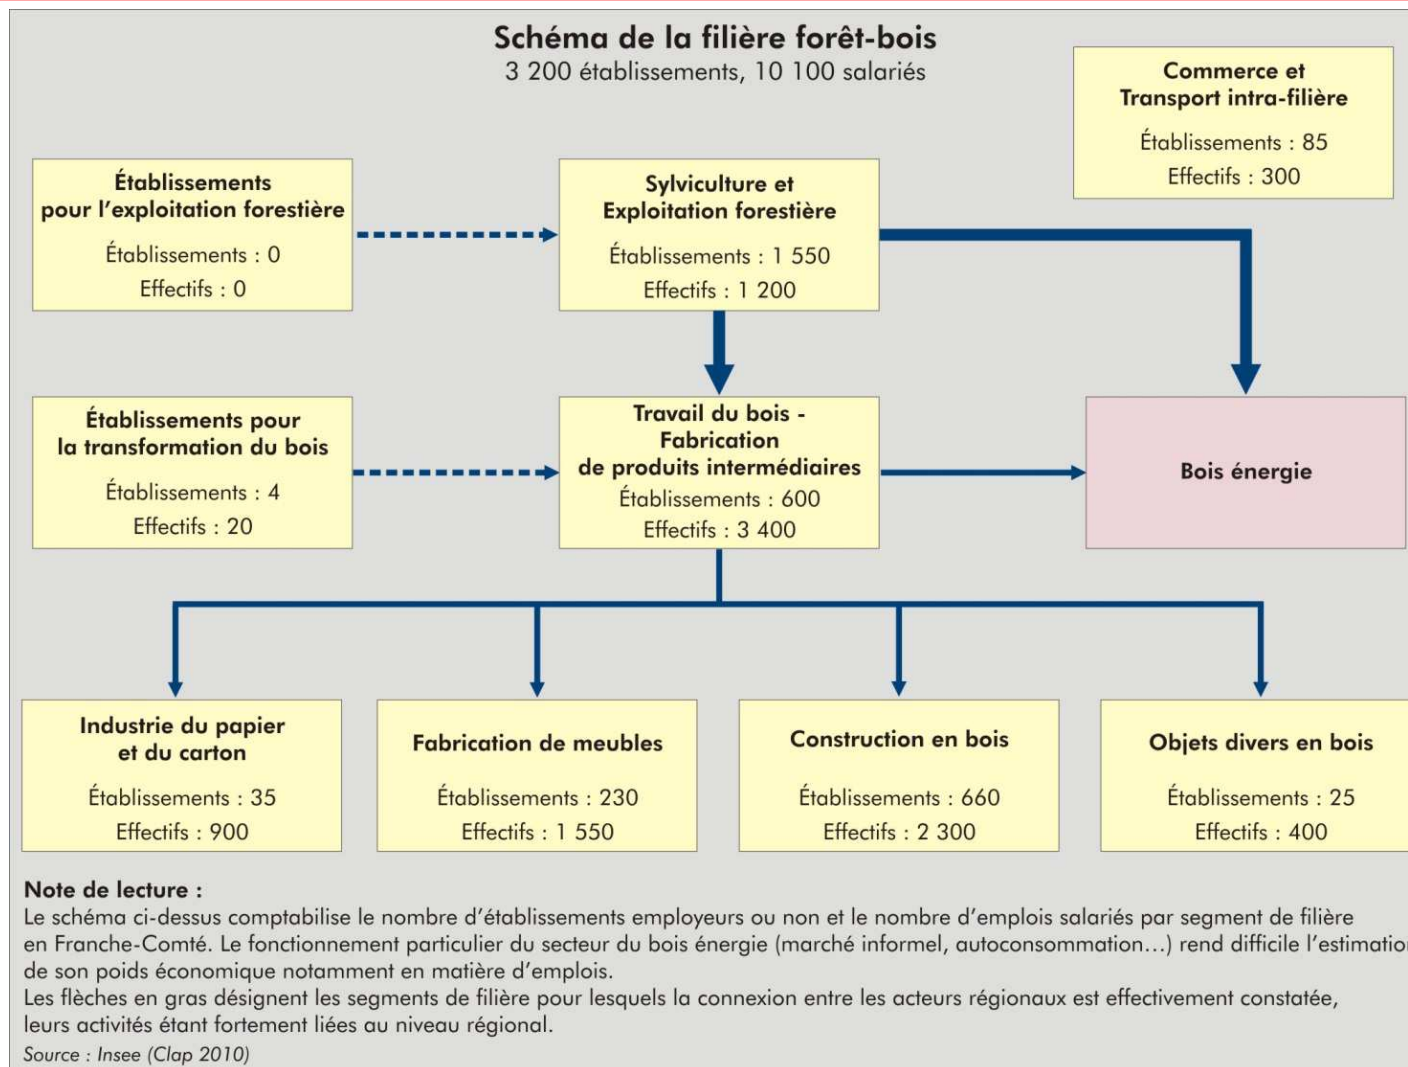 Schéma de la filière forêt-bois
3 200 établissements, 10 100 salariés
Commerce et
Transport intra-filière
Établissements : 85
Effectifs : 300
Établissements
pour l'exploitation forestière
Établissements : 0
Effectifs : 0
Sylviculture et
Exploitation forestière
Établissements : 1 550
Effectifs : 1 200
Établissements pour
la transformation du bois
Établissements : 4
Effectifs : 20
Travail du bois -
Fabrication
de produits intermédiaires
Établissements : 600
Effectifs : 3 400
Bois énergie
Industrie du papier
et du carton
Établissements : 35
Effectifs : 900
Fabrication de meubles
Établissements : 230
Effectifs : 1 550
Construction en bois
Établissements : 660
Effectifs : 2 300
Objets divers en bois
Établissements : 25
Effectifs : 400
Note de lecture :
Le schéma ci-dessus comptabilise le nombre d'établissements employeurs ou non et le nombre d'emplois salariés par segment de filière
en Franche-Comté. Le fonctionnement particulier du secteur du bois énergie (marché informel, autoconsommation...) rend difficile l'estimation
de son poids économique notamment en matière d'emplois.
Les flèches en gras désignent les segments de filière pour lesquels la connexion entre les acteurs régionaux est effectivement constatée,
leurs activités étant fortement liées au niveau régional.
Source : Insee (Clap 2010)